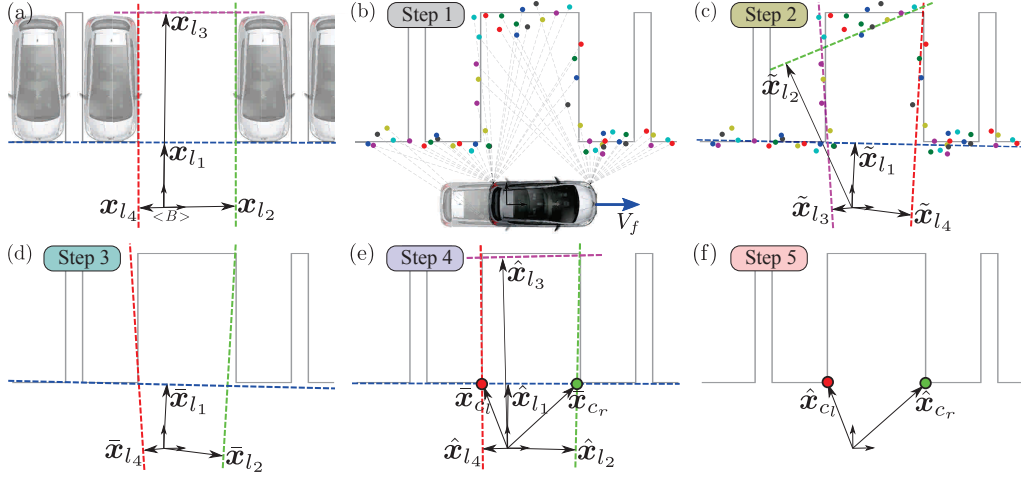 (a)
x_{l_3}
x_{l_1}
x_{l_4}
<B>
x_{l_2}
(b)
Step 1
V_f
(c)
Step 2
x̃_{l_2}
x̃_{l_1}
x̃_{l_3}
x̃_{l_4}
(d)
Step 3
x̄_{l_1}
x̄_{l_4}
x̄_{l_2}
(e)
Step 4
x̂_{l_3}
x̄_{c_l}
x̂_{l_1}
x̄_{c_r}
x̂_{l_4}
x̂_{l_2}
(f)
Step 5
x̂_{c_l}
x̂_{c_r}